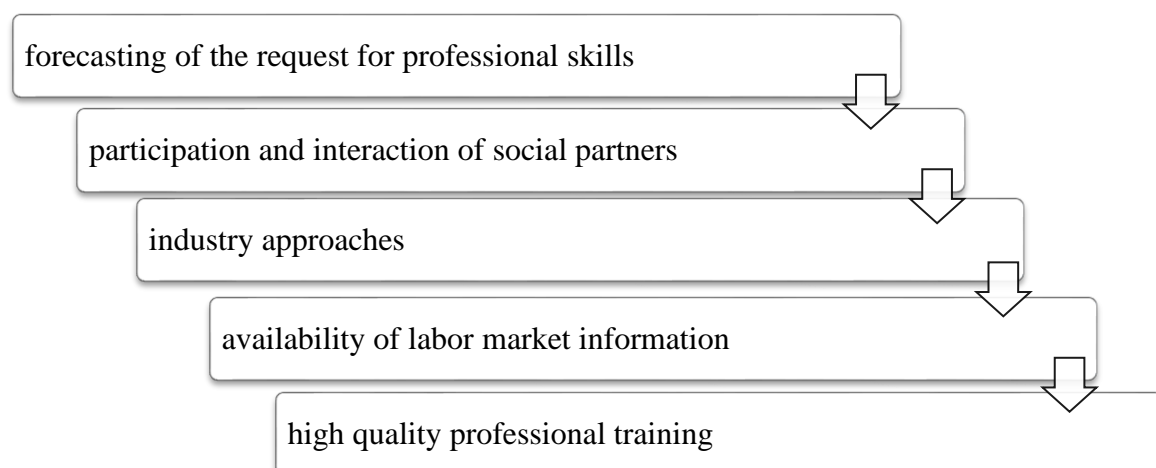 forecasting of the request for professional skills
participation and interaction of social partners
industry approaches
availability of labor market information
high quality professional training